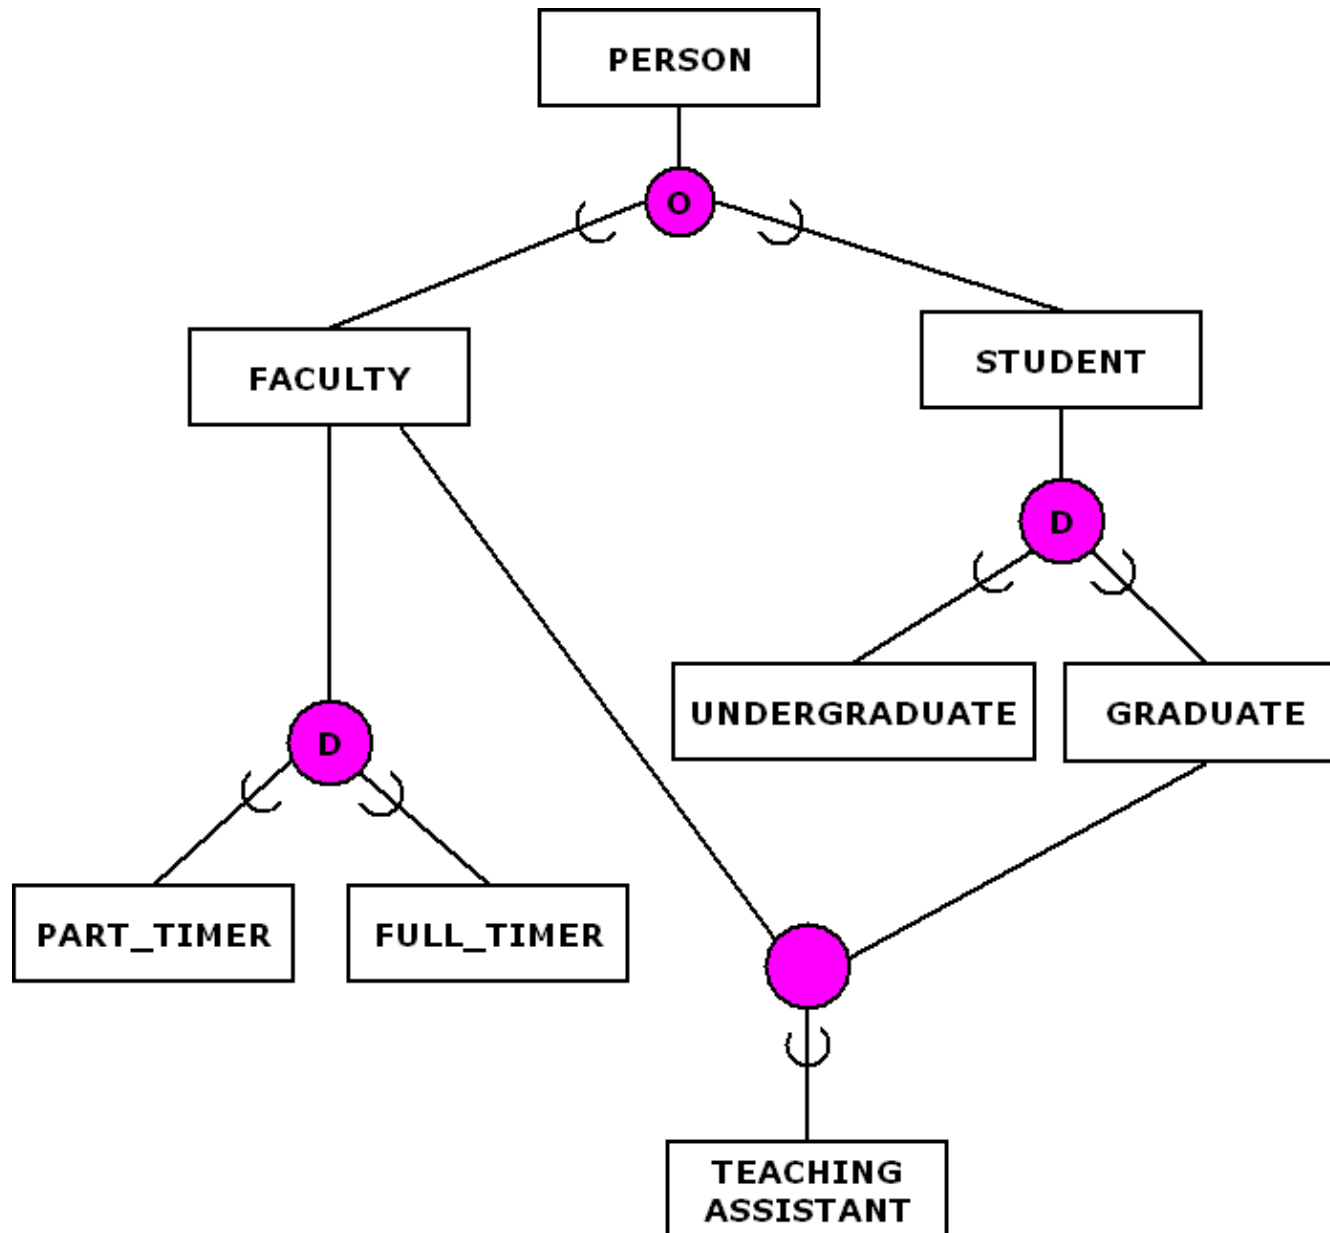 PERSON
O
FACULTY
STUDENT
D
UNDERGRADUATE
GRADUATE
D
PART_TIMER
FULL_TIMER
TEACHING
ASSISTANT